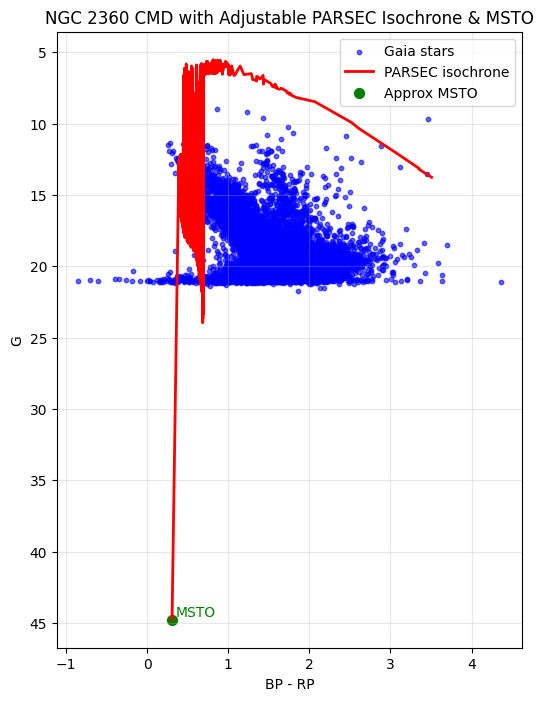 NGC 2360 CMD with Adjustable PARSEC Isochrone & MSTO
Gaia stars
PARSEC isochrone
Approx MSTO
5
10
15
20
25
30
35
40
45
G
MSTO
−1
0
1
2
3
4
BP - RP